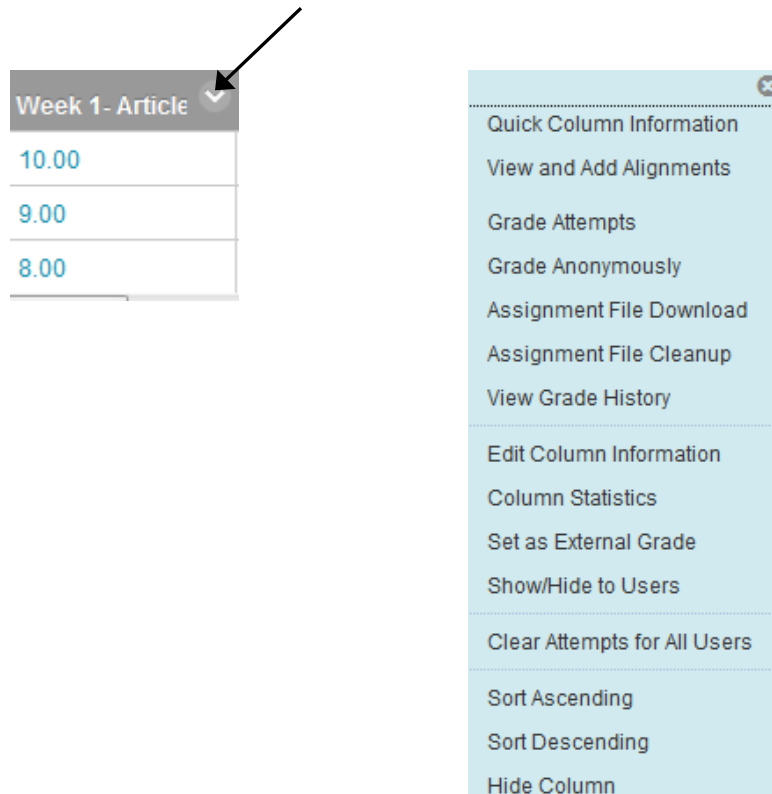 Week 1- Article
10.00
9.00
8.00
Quick Column Information
View and Add Alignments
Grade Attempts
Grade Anonymously
Assignment File Download
Assignment File Cleanup
View Grade History
Edit Column Information
Column Statistics
Set as External Grade
Show/Hide to Users
Clear Attempts for All Users
Sort Ascending
Sort Descending
Hide Column